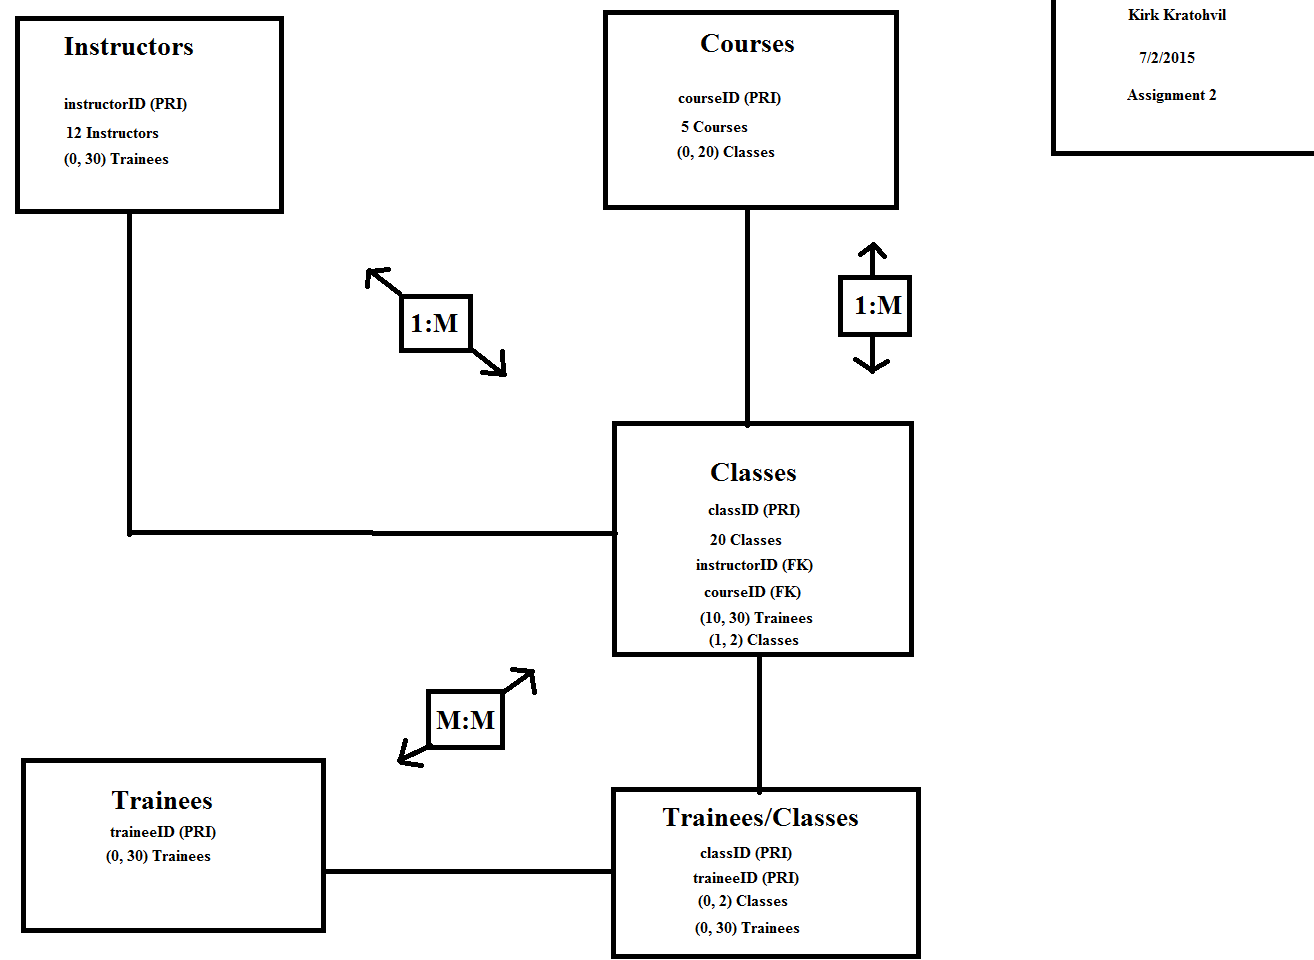 Instructors
instructorID (PRI)
12 Instructors
(0, 30) Trainees
Courses
courseID (PRI)
5 Courses
(0, 20) Classes
Kirk Kratohvil
7/2/2015
Assignment 2
1:M
1:M
Classes
classID (PRI)
20 Classes
instructorID (FK)
courseID (FK)
(10, 30) Trainees
(1, 2) Classes
M:M
Trainees
traineeID (PRI)
(0, 30) Trainees
Trainees/Classes
classID (PRI)
traineeID (PRI)
(0, 2) Classes
(0, 30) Trainees